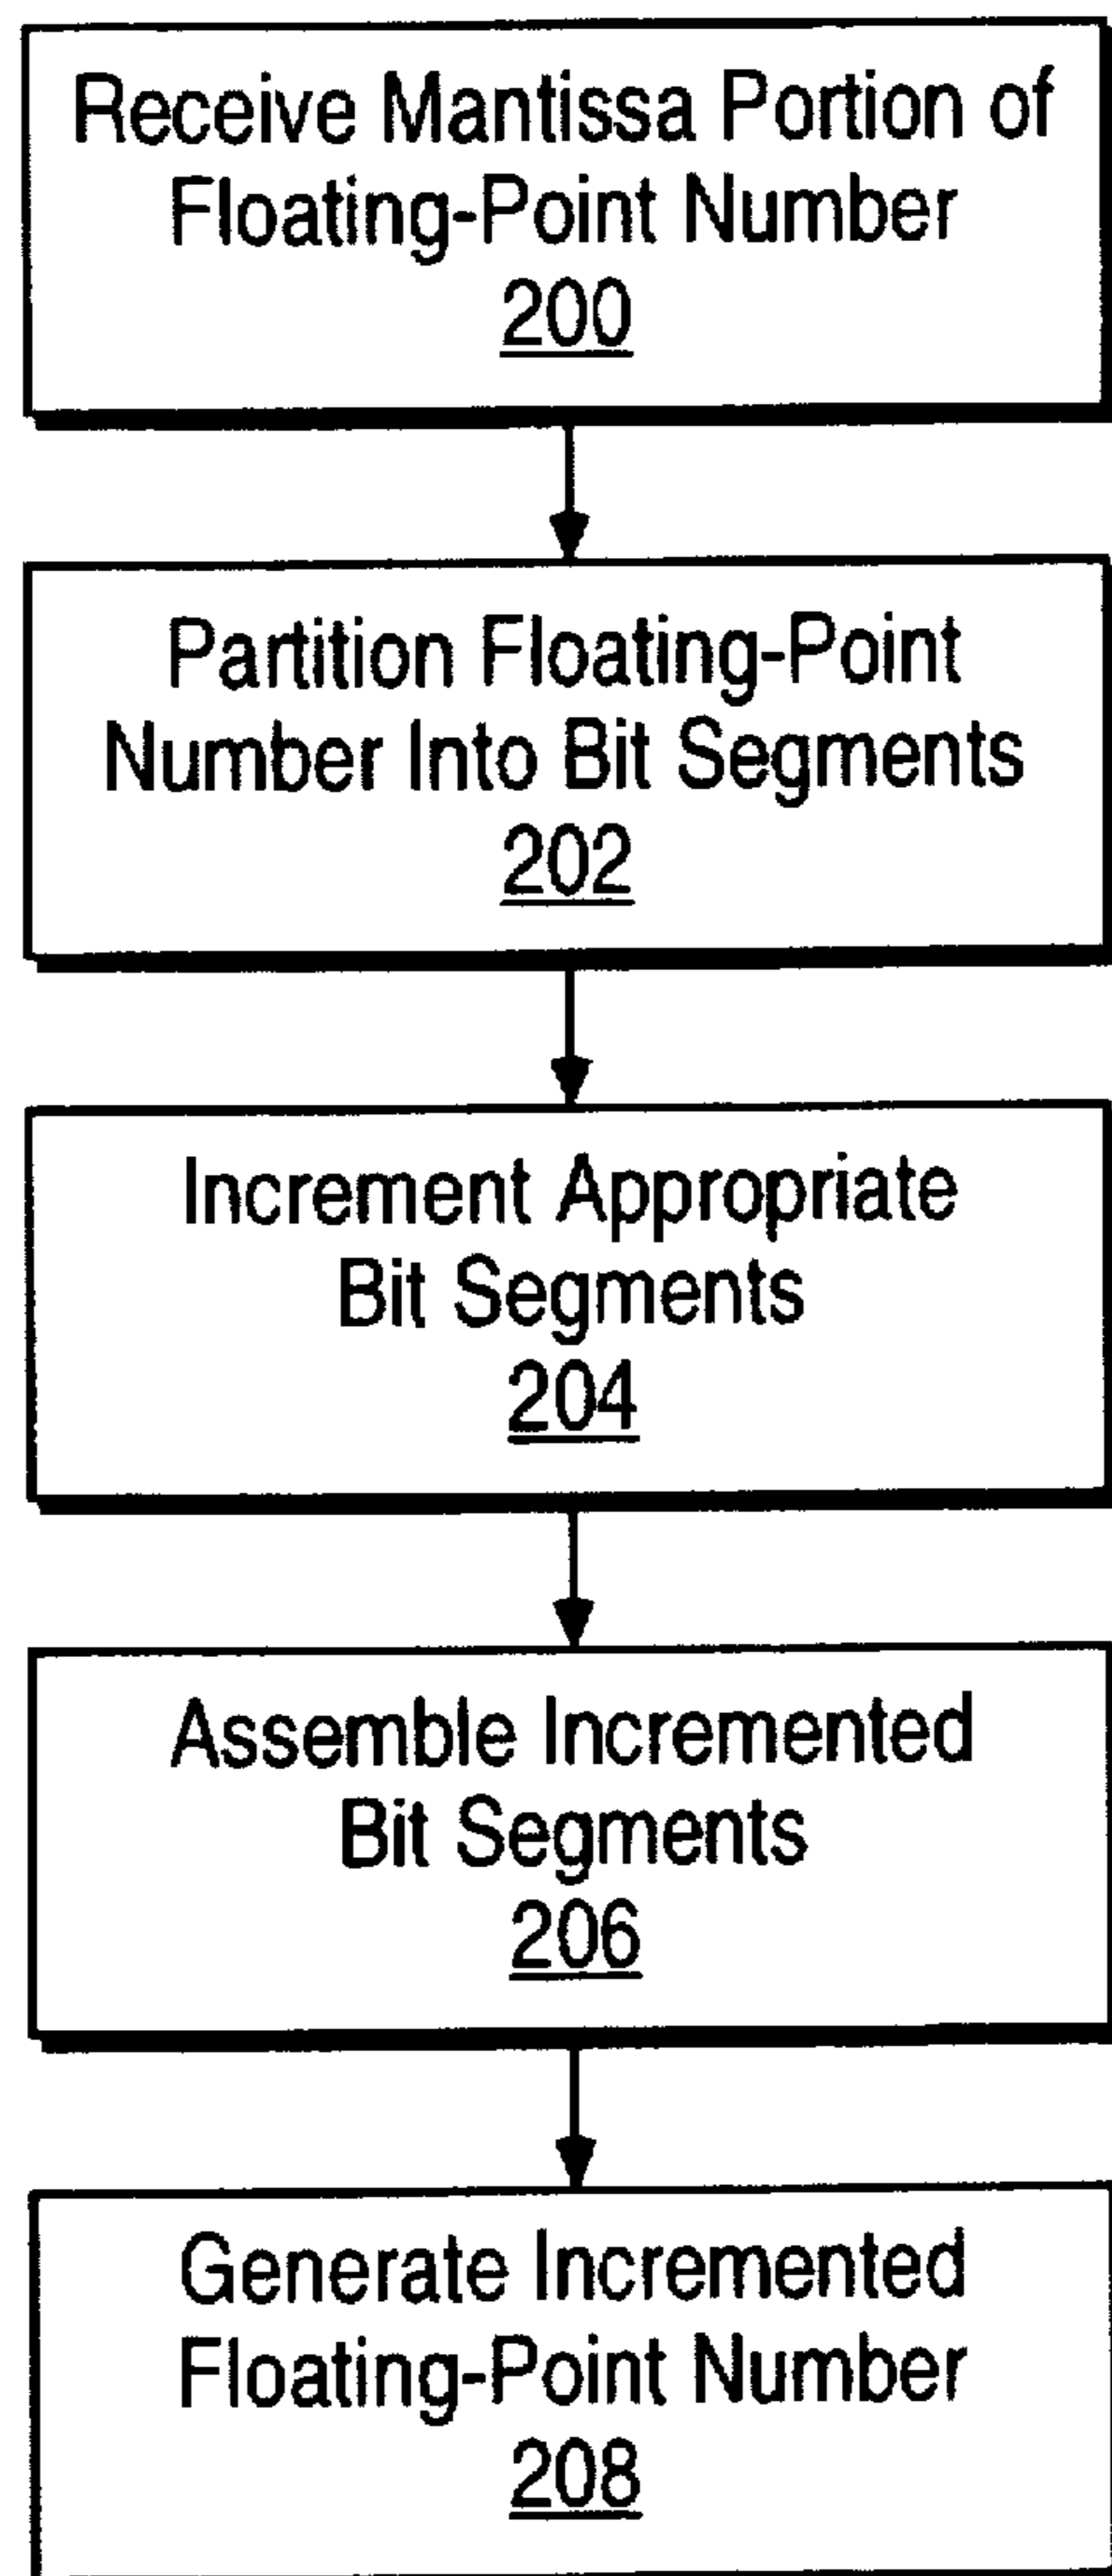 Receive Mantissa Portion of
Floating-Point Number
200
Partition Floating-Point
Number Into Bit Segments
202
Increment Appropriate
Bit Segments
204
Assemble Incremented
Bit Segments
206
Generate Incremented
Floating-Point Number
208